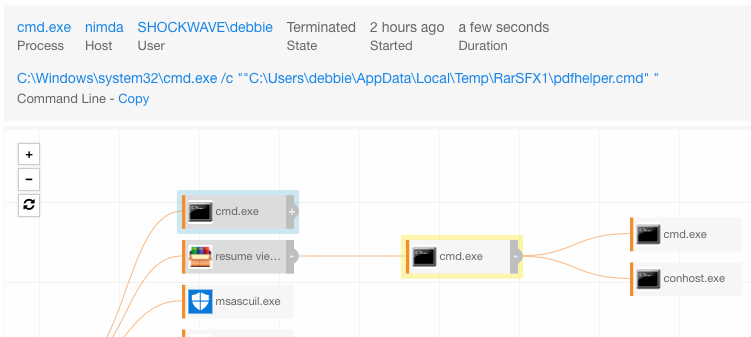 cmd.exe nimda SHOCKWAVE\debbie Terminated 2 hours ago a few seconds
Process Host User State Started Duration
C:\Windows\system32\cmd.exe /c ""C:\Users\debbie\AppData\Local\Temp\RarSFX1\pdfhelper.cmd" "
Command Line - Copy
+
−
cmd.exe +
cmd.exe
resume vie... - cmd.exe -
conhost.exe
msascuil.exe